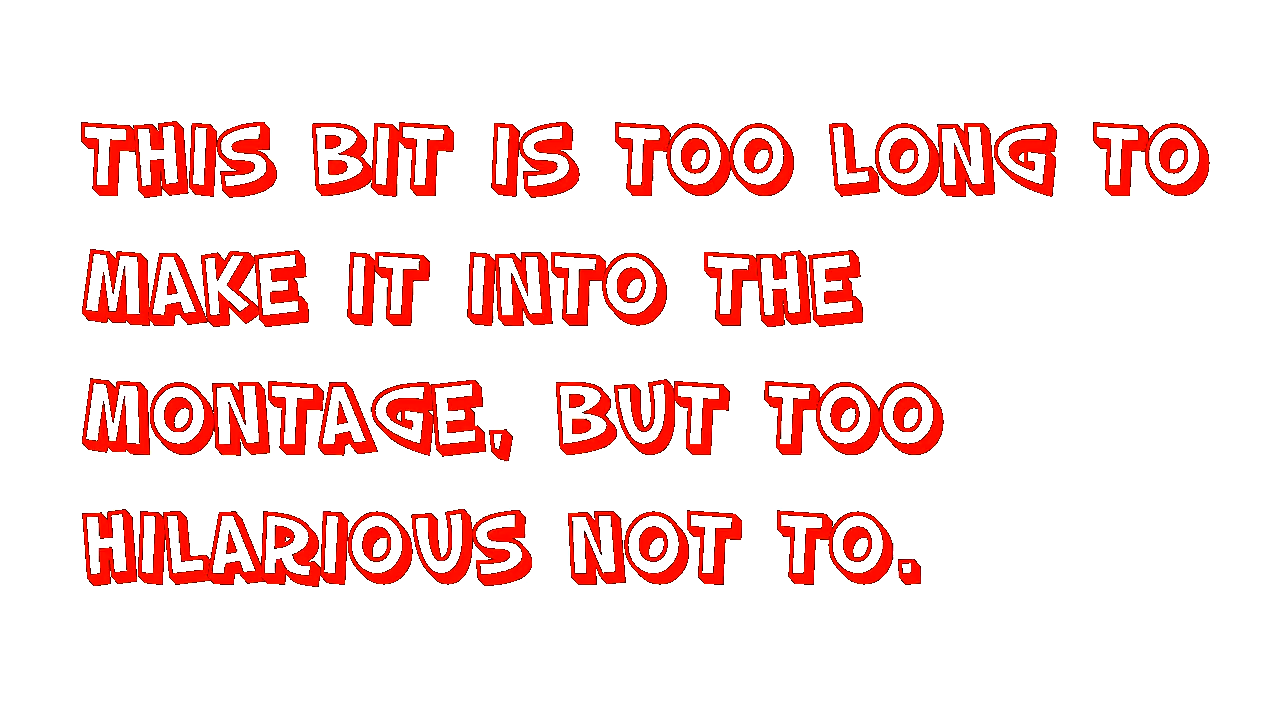 THIS BIT IS TOO LONG TO
MAKE IT INTO THE
MONTAGE, BUT TOO
HILARIOUS NOT TO.